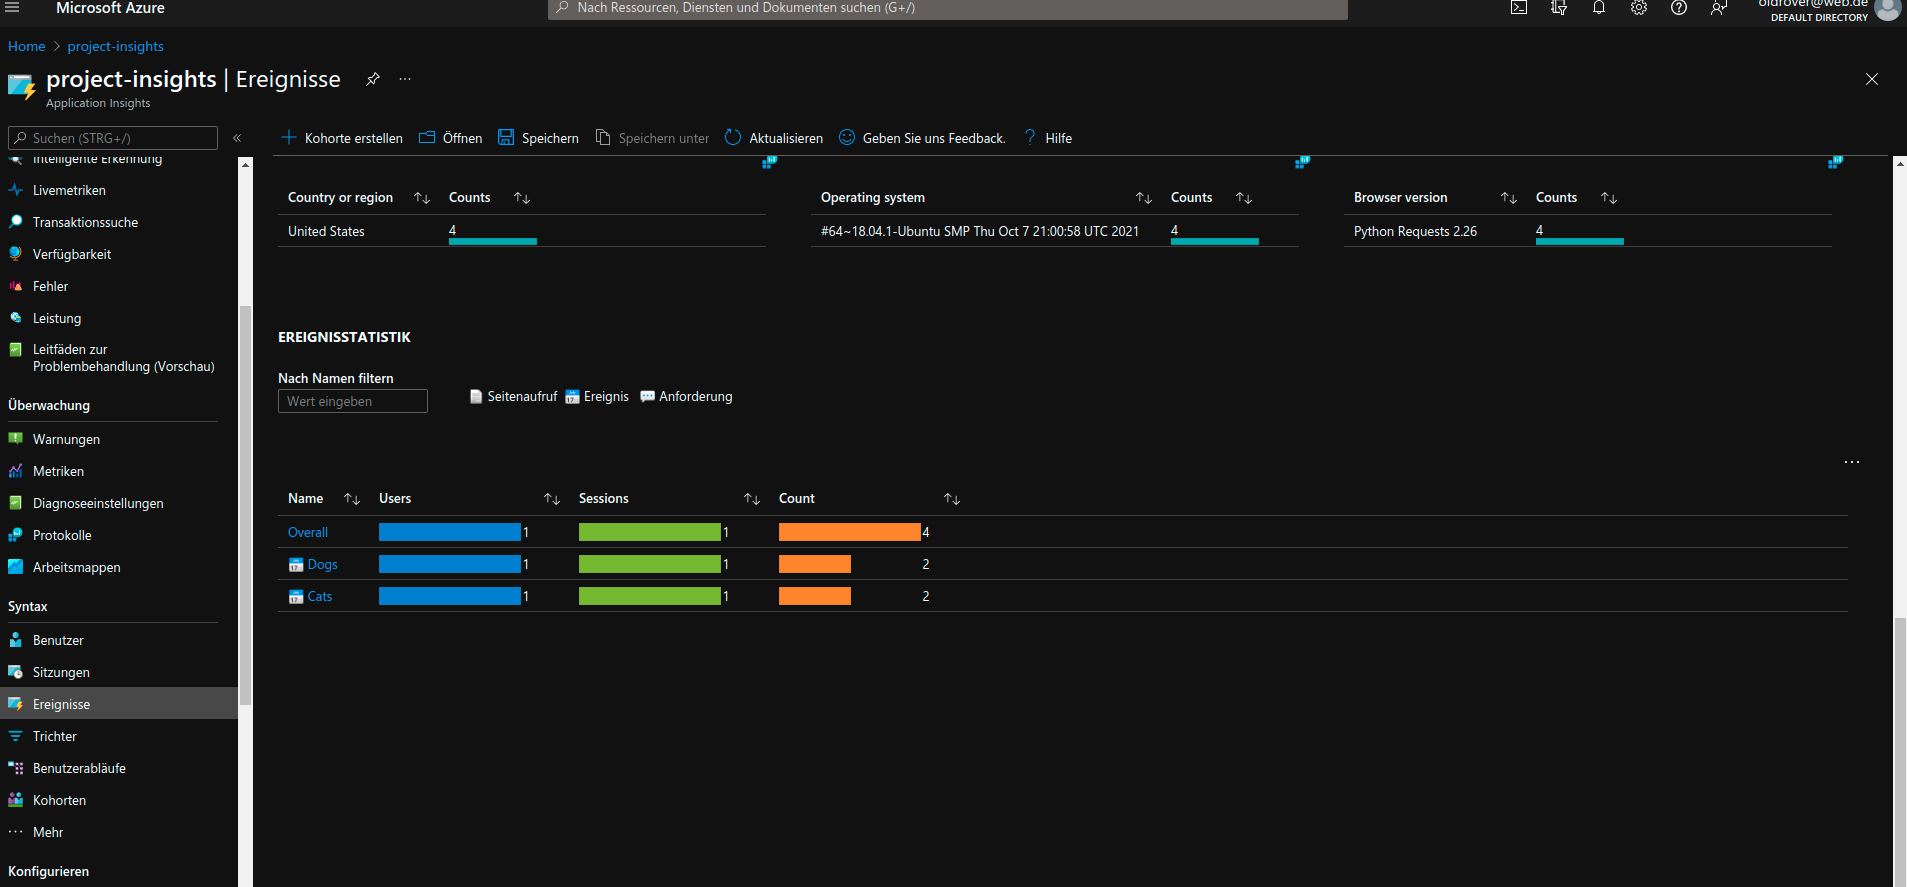 Microsoft Azure
Nach Ressourcen, Diensten und Dokumenten suchen (G+/)
oldrover@web.de
DEFAULT DIRECTORY
Home > project-insights
project-insights | Ereignisse ...
Application Insights
Suchen (STRG+/) «
Kohorte erstellen Öffnen Speichern Speichern unter Aktualisieren Geben Sie uns Feedback. ? Hilfe
Intelligente Erkennung
Livemetriken
Transaktionssuche
Verfügbarkeit
Fehler
Leistung
Leitfäden zur
Problembehandlung (Vorschau)
Überwachung
Warnungen
Metriken
Diagnoseeinstellungen
Protokolle
Arbeitsmappen
Syntax
Benutzer
Sitzungen
Ereignisse
Trichter
Benutzerabläufe
Kohorten
Mehr
Konfigurieren
Country or region Counts
United States 4
Operating system Counts
#64~18.04.1-Ubuntu SMP Thu Oct 7 21:00:58 UTC 2021 4
Browser version Counts
Python Requests 2.26 4
EREIGNISSTATISTIK
Nach Namen filtern
Wert eingeben
Seitenaufruf Ereignis Anforderung
...
Name Users Sessions Count
Overall 1 1 4
Dogs 1 1 2
Cats 1 1 2